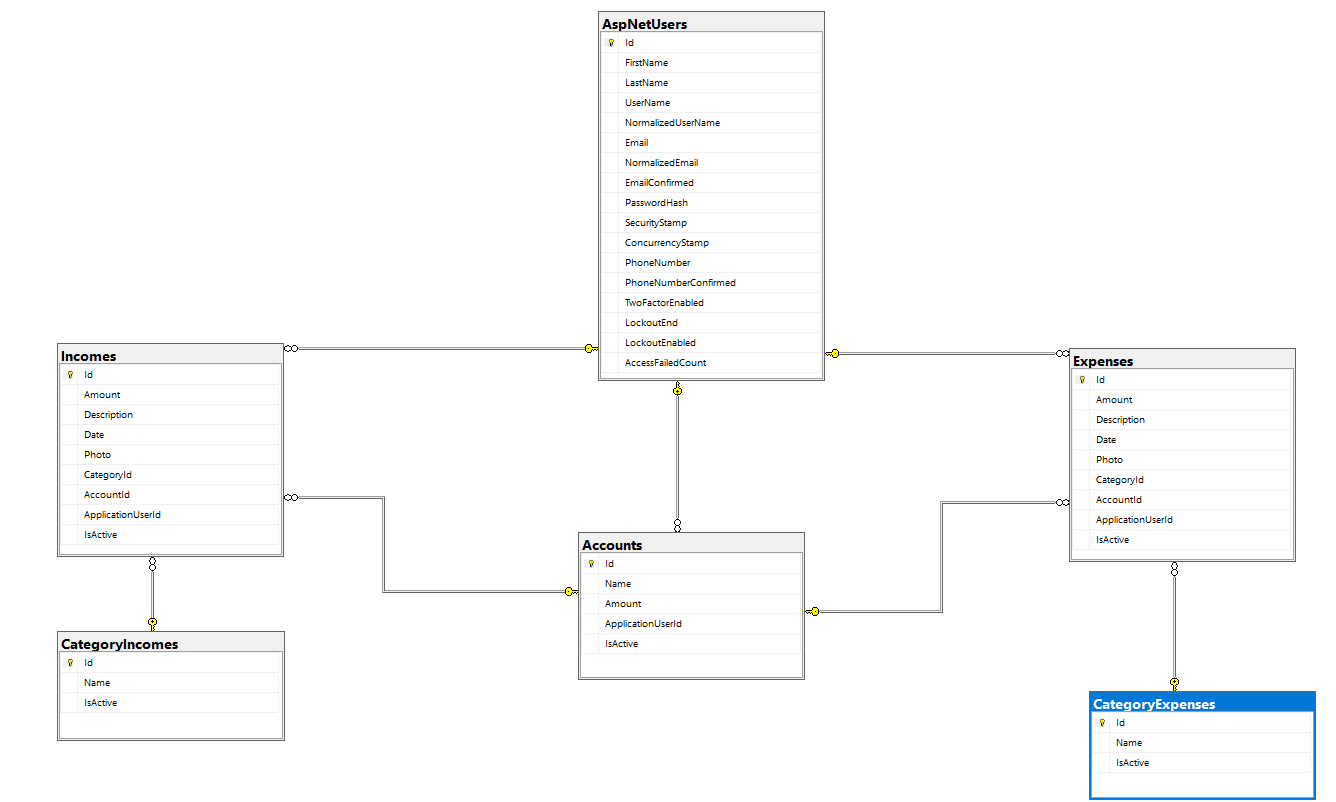 AspNetUsers
Id
FirstName
LastName
UserName
NormalizedUserName
Email
NormalizedEmail
EmailConfirmed
PasswordHash
SecurityStamp
ConcurrencyStamp
PhoneNumber
PhoneNumberConfirmed
TwoFactorEnabled
LockoutEnd
LockoutEnabled
AccessFailedCount
Incomes
Id
Amount
Description
Date
Photo
CategoryId
AccountId
ApplicationUserId
IsActive
Expenses
Id
Amount
Description
Date
Photo
CategoryId
AccountId
ApplicationUserId
IsActive
Accounts
Id
Name
Amount
ApplicationUserId
IsActive
CategoryIncomes
Id
Name
IsActive
CategoryExpenses
Id
Name
IsActive